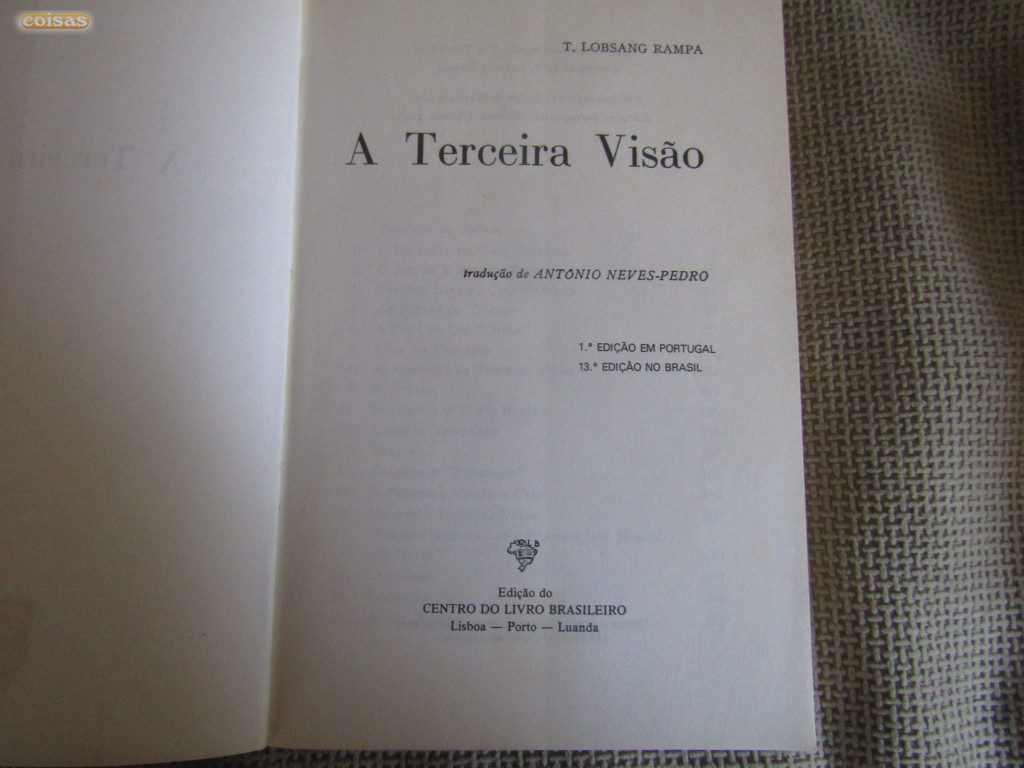 coisas
T. LOBSANG RAMPA
A Terceira Visão
A Terceira
tradução de ANTÓNIO NEVES-PEDRO
1.ª EDIÇÃO EM PORTUGAL
13.ª EDIÇÃO NO BRASIL
Edição do
CENTRO DO LIVRO BRASILEIRO
Lisboa — Porto — Luanda